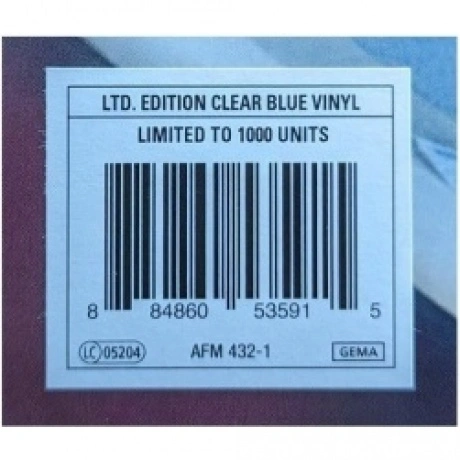 LTD. EDITION CLEAR BLUE VINYL
LIMITED TO 1000 UNITS
8 84860 53591 5
LC 05204 AFM 432-1 GEMA